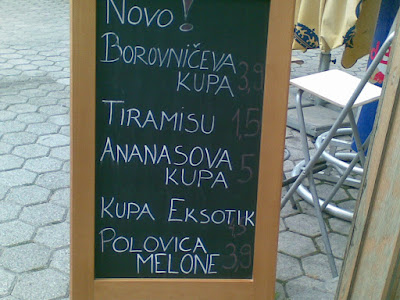 NOVO!
BOROVNIČEVA
KUPA 3,9
TIRAMISU 1,5
ANANASOVA
KUPA 5
KUPA EKSOTIK
POLOVICA
MELONE 3,9